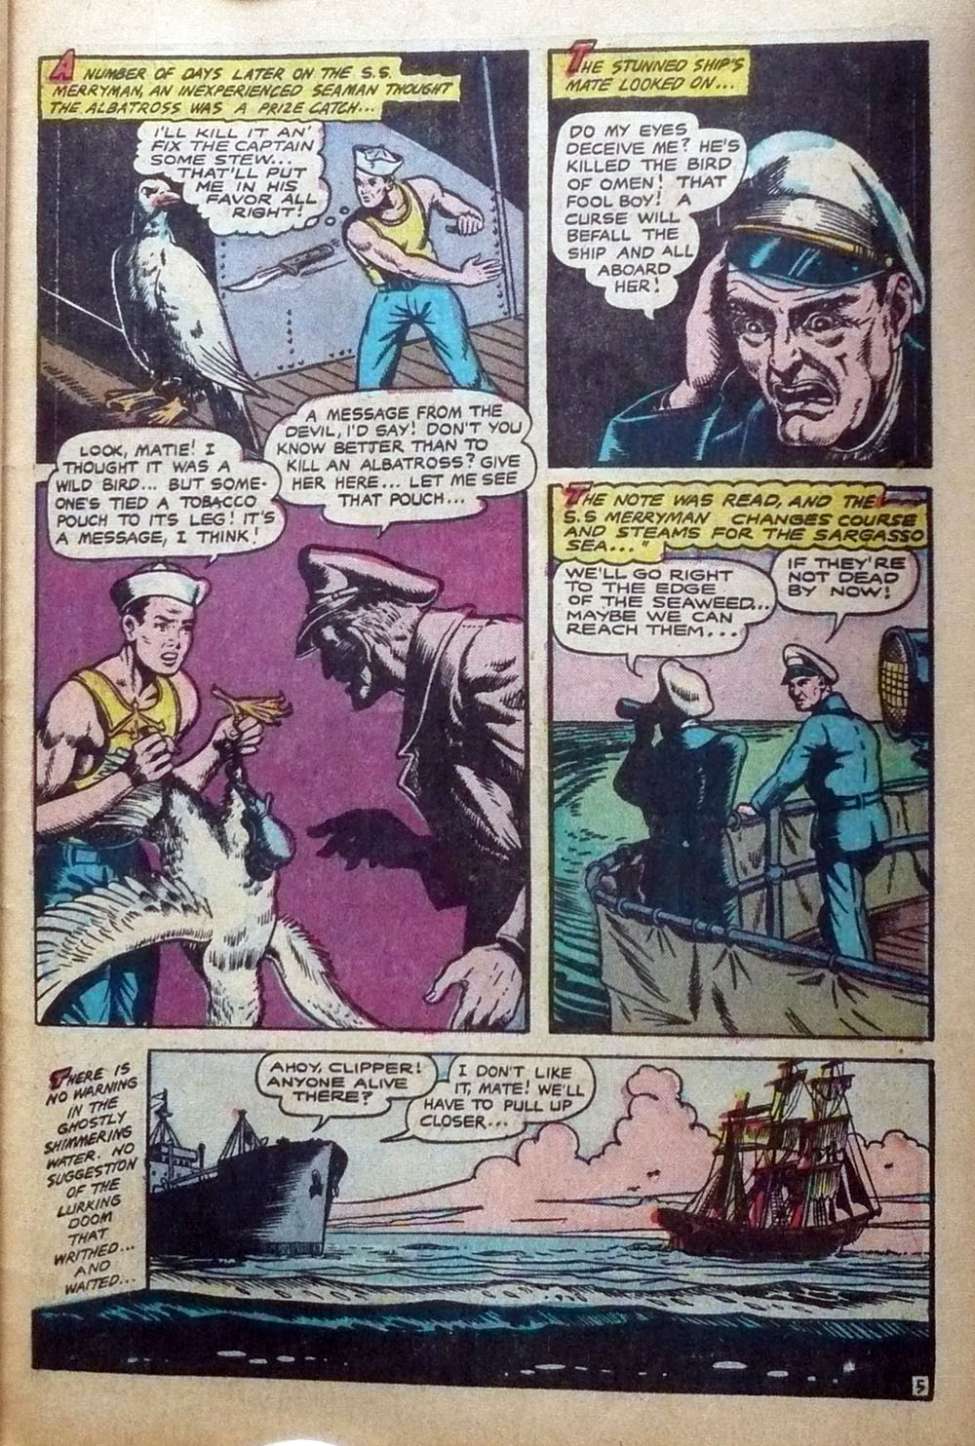 A NUMBER OF DAYS LATER ON THE S.S.
MERRYMAN, AN INEXPERIENCED SEAMAN THOUGHT
THE ALBATROSS WAS A PRIZE CATCH...
I'LL KILL IT AN'
FIX THE CAPTAIN
SOME STEW...
THAT'LL PUT
ME IN HIS
FAVOR ALL
RIGHT!
THE STUNNED SHIP'S
MATE LOOKED ON...
DO MY EYES
DECEIVE ME? HE'S
KILLED THE BIRD
OF OMEN! THAT
FOOL BOY! A
CURSE WILL
BEFALL THE
SHIP AND ALL
ABOARD
HER!
LOOK, MATIE! I
THOUGHT IT WAS A
WILD BIRD... BUT SOME-
ONE'S TIED A TOBACCO
POUCH TO ITS LEG! IT'S
A MESSAGE, I THINK!
A MESSAGE FROM THE
DEVIL, I'D SAY! DON'T YOU
KNOW BETTER THAN TO
KILL AN ALBATROSS? GIVE
HER HERE... LET ME SEE
THAT POUCH...
THE NOTE WAS READ, AND THE
S.S MERRYMAN CHANGES COURSE
AND STEAMS FOR THE SARGASSO
SEA..."
WE'LL GO RIGHT
TO THE EDGE
OF THE SEAWEED...
MAYBE WE CAN
REACH THEM...
IF THEY'RE
NOT DEAD
BY NOW!
THERE IS
NO WARNING
IN THE
GHOSTLY
SHIMMERING
WATER. NO
SUGGESTION
OF THE
LURKING
DOOM
THAT
WRITHED...
AND
WAITED...
AHOY, CLIPPER!
ANYONE ALIVE
THERE?
I DON'T LIKE
IT, MATE! WE'LL
HAVE TO PULL UP
CLOSER...
5